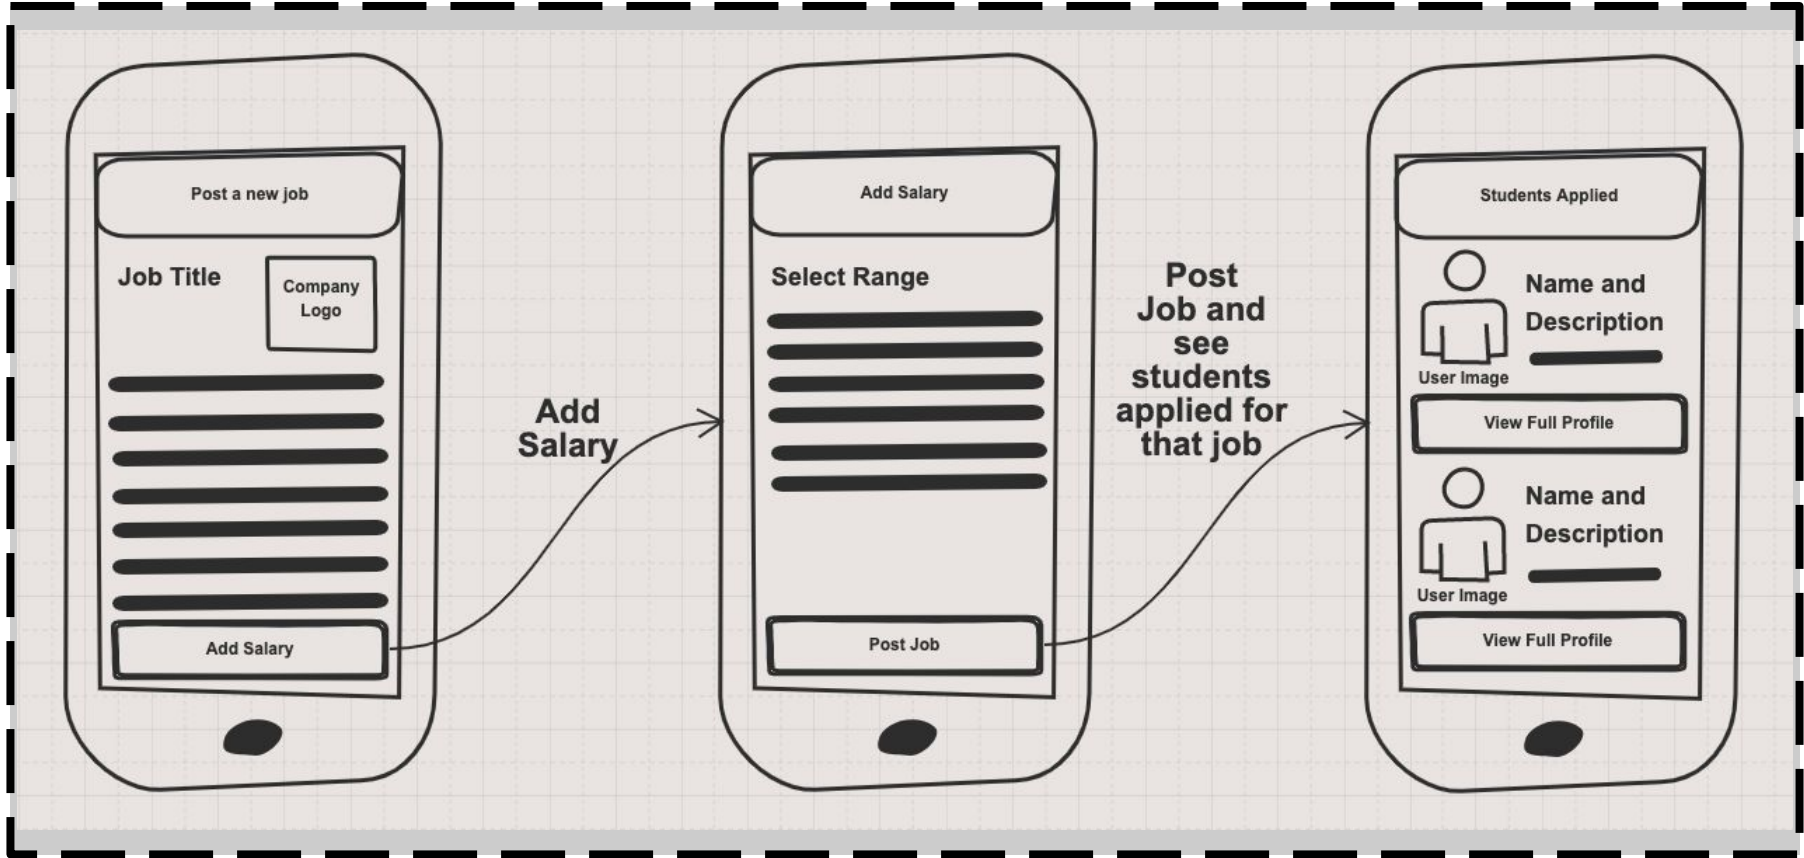 Post a new job
Job Title
Company
Logo
Add Salary
Add
Salary
Add Salary
Select Range
Post Job
Post
Job and
see
students
applied for
that job
Students Applied
Name and
Description
User Image
View Full Profile
Name and
Description
User Image
View Full Profile